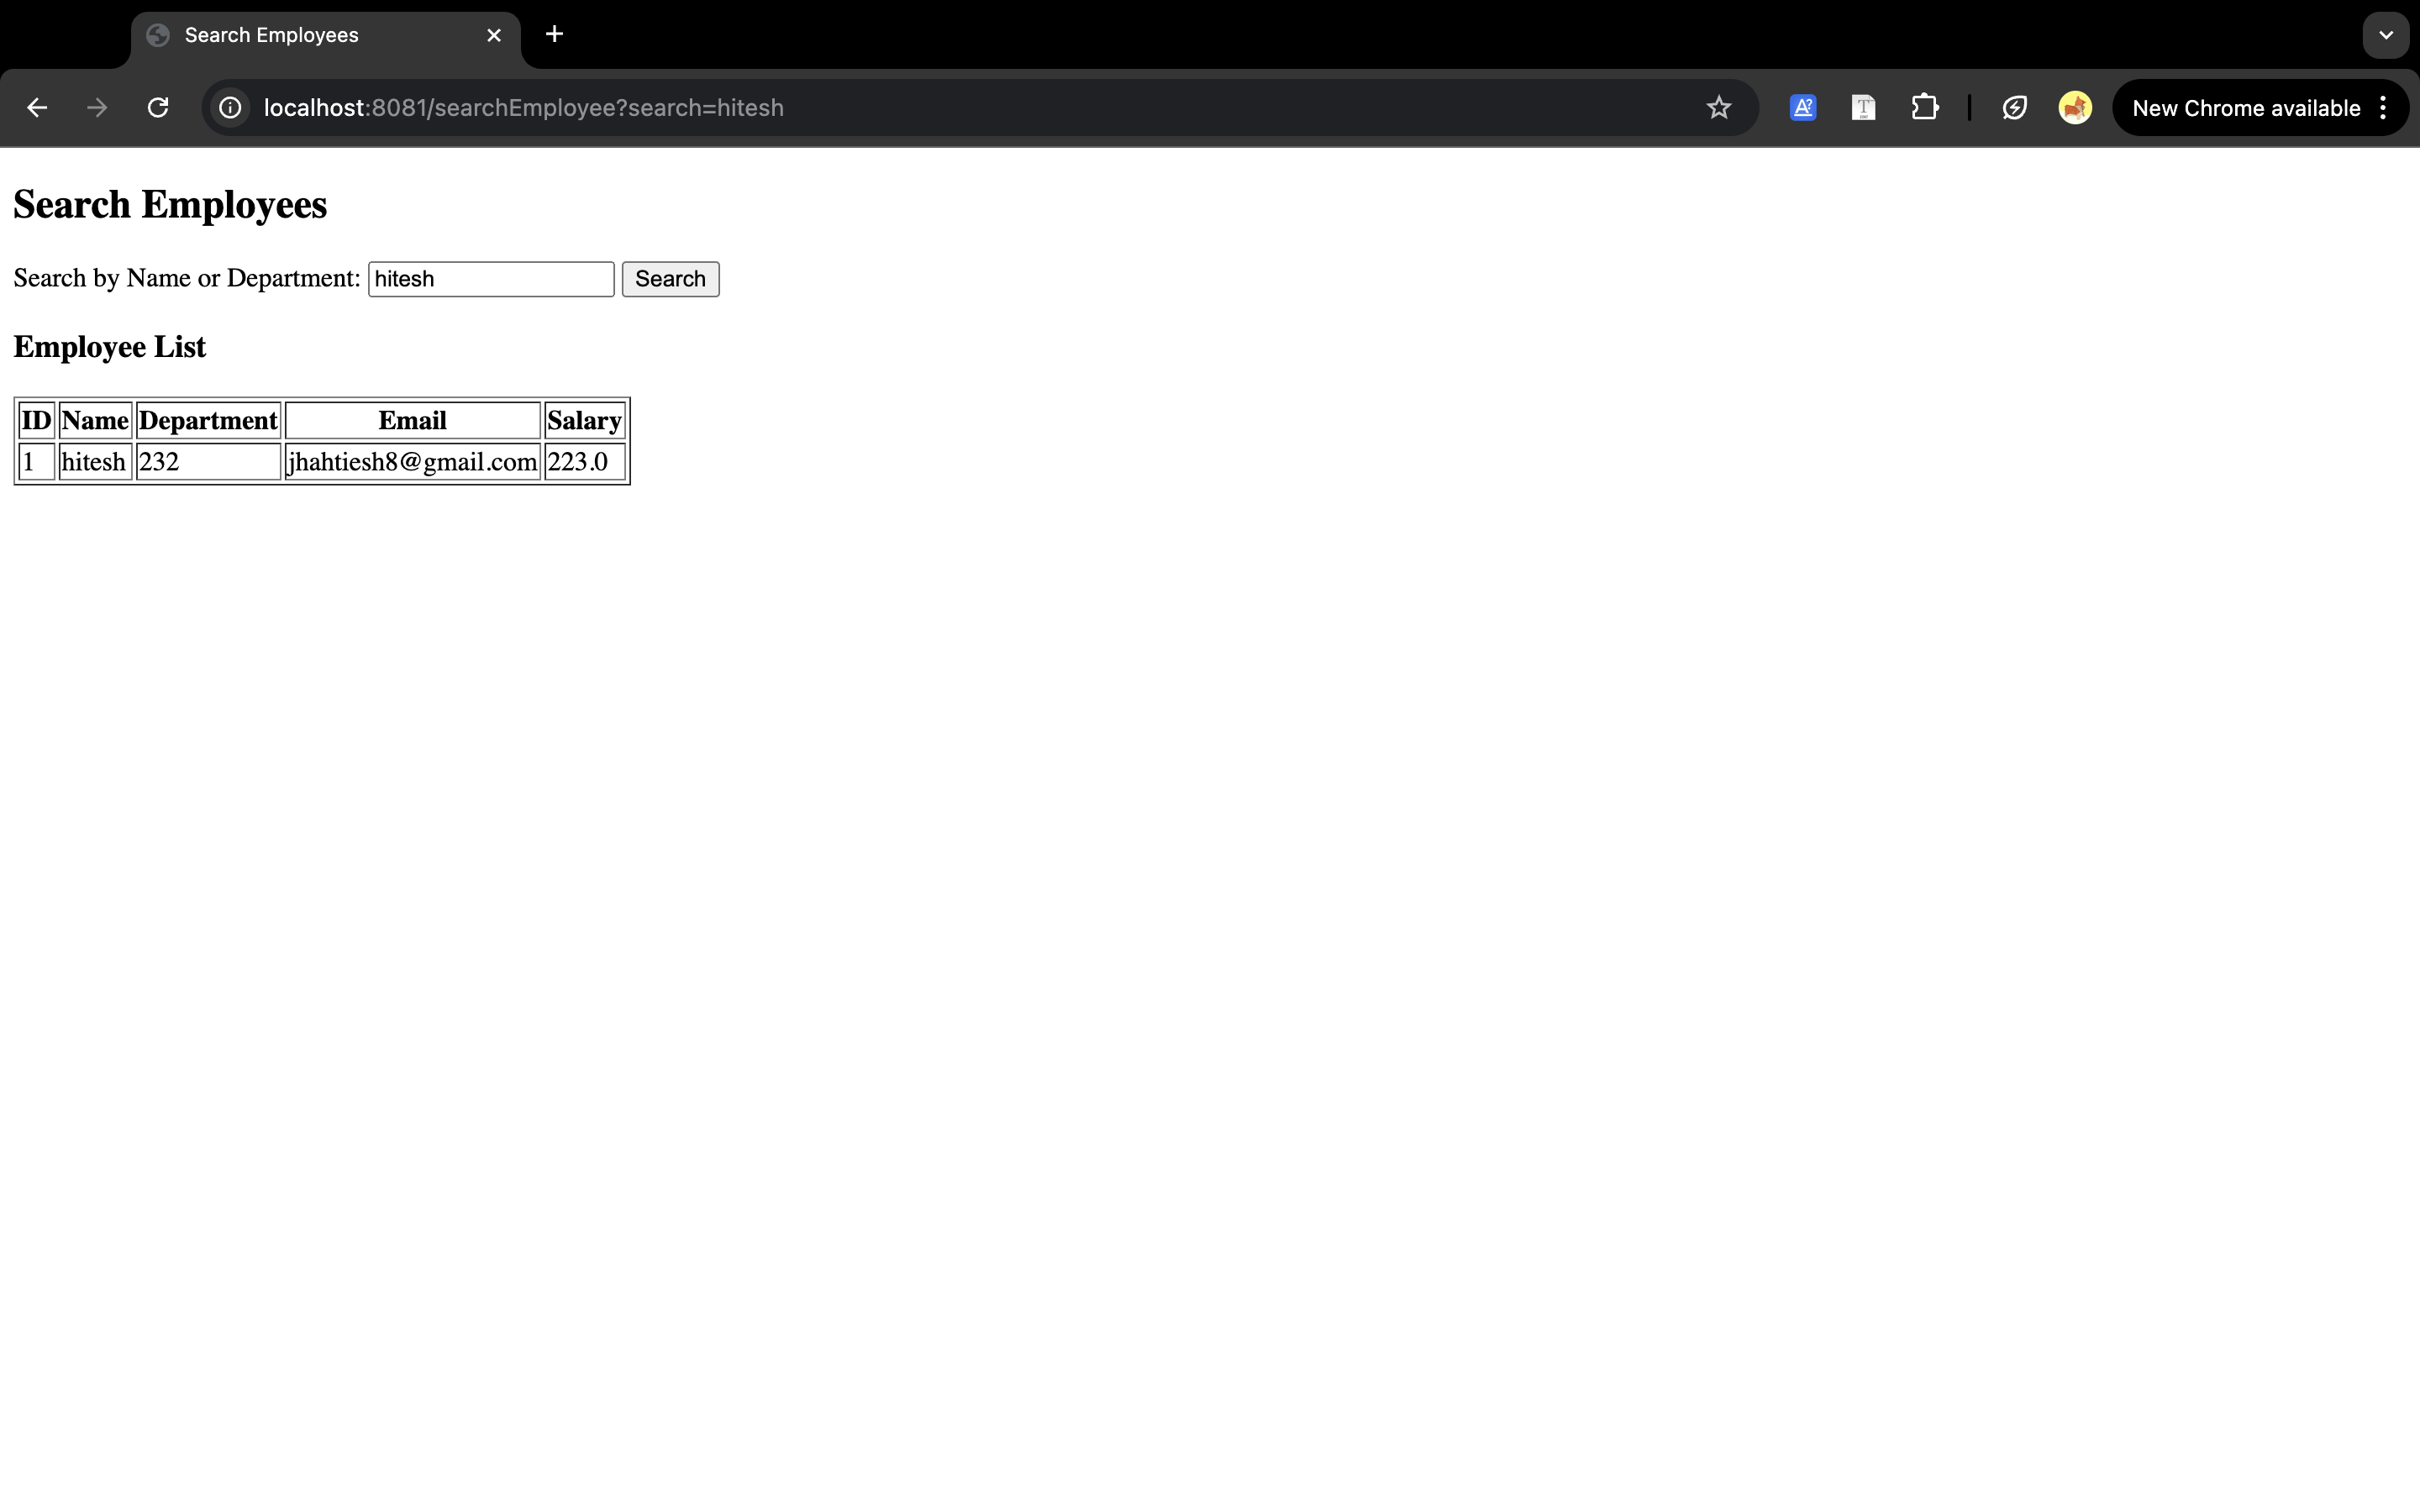 Search Employees
localhost:8081/searchEmployee?search=hitesh
New Chrome available
Search Employees
Search by Name or Department: hitesh Search
Employee List
ID Name Department Email Salary
1 hitesh 232 jhahtiesh8@gmail.com 223.0